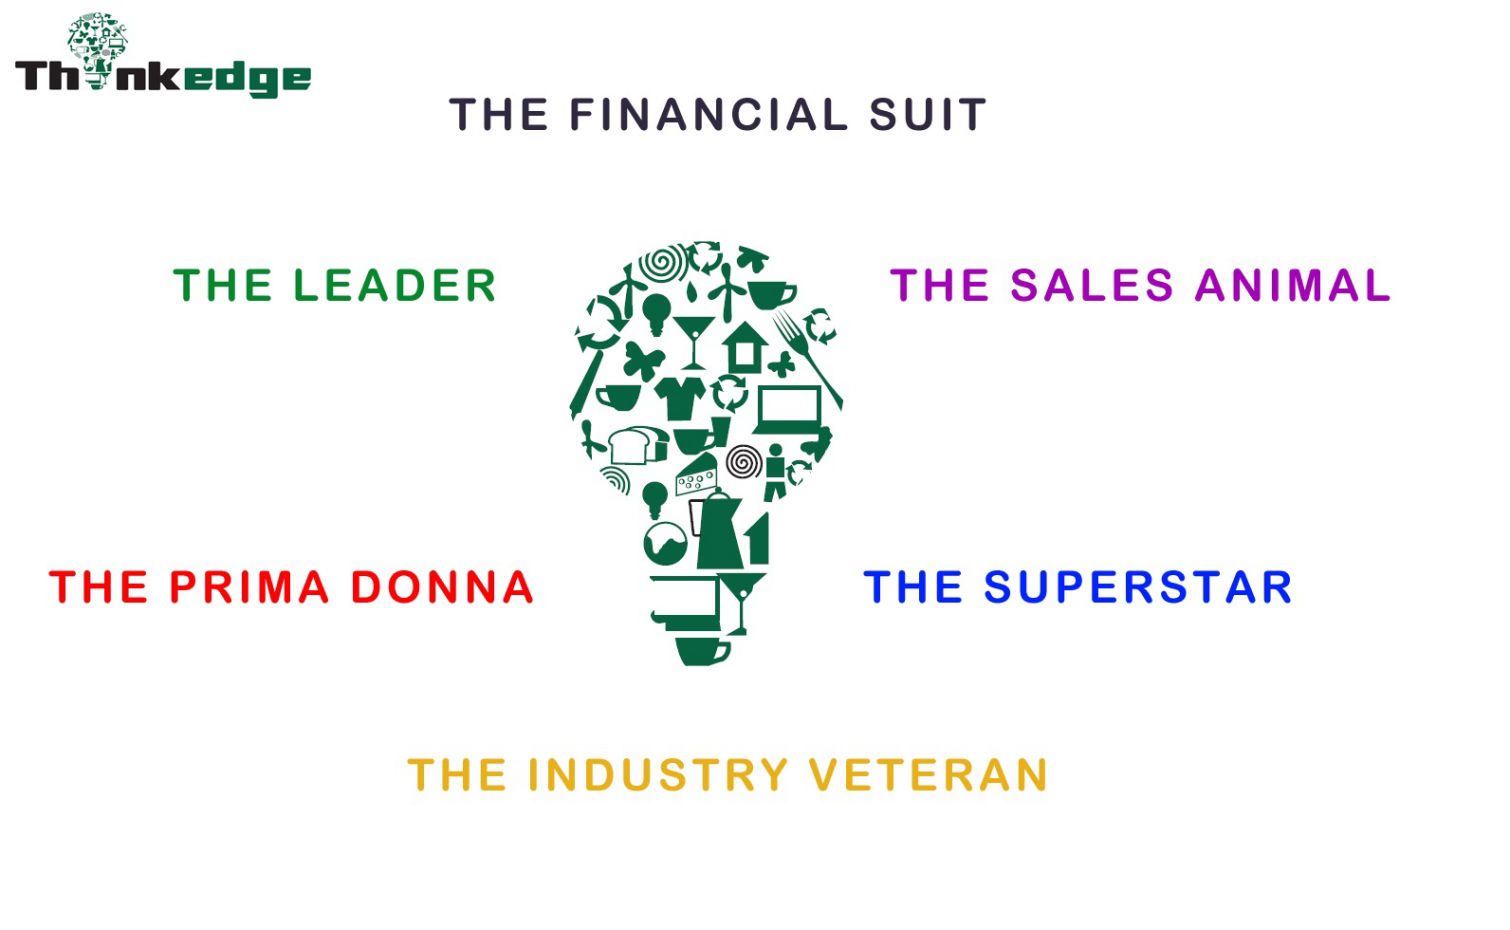 Thinkedge
THE FINANCIAL SUIT
THE LEADER
THE SALES ANIMAL
THE PRIMA DONNA
THE SUPERSTAR
THE INDUSTRY VETERAN